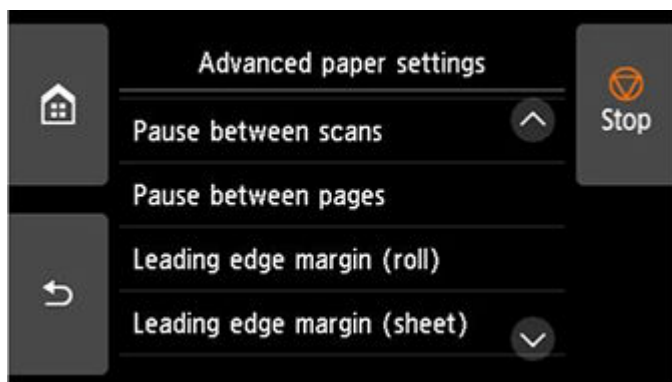 Advanced paper settings
Pause between scans
Stop
Pause between pages
Leading edge margin (roll)
Leading edge margin (sheet)